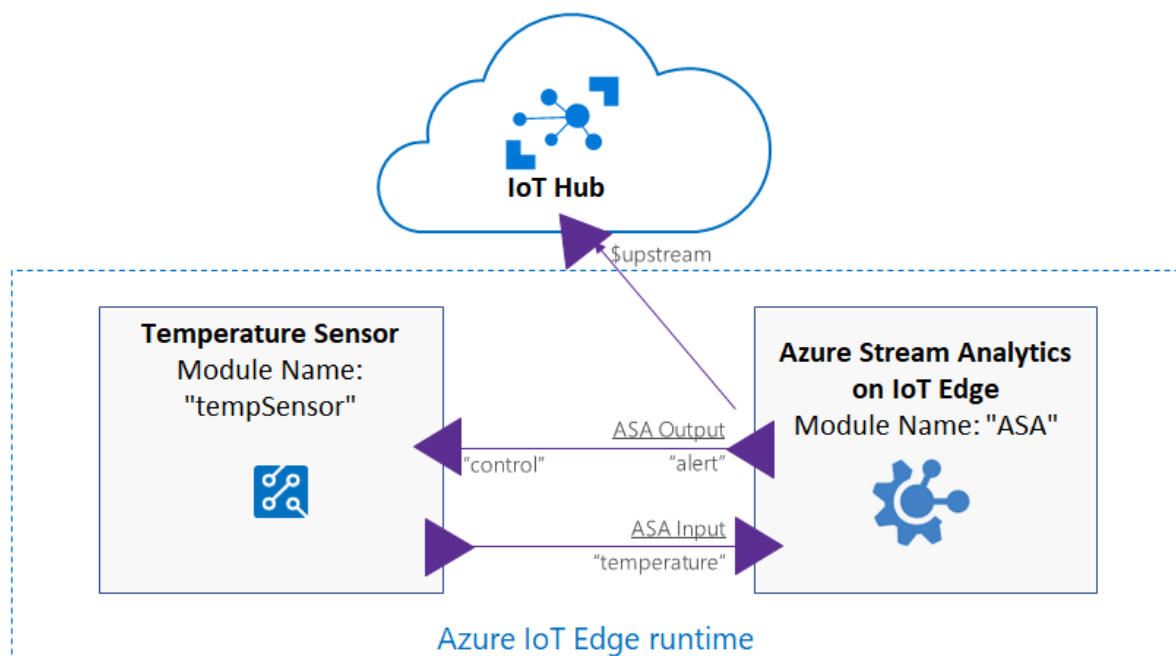 IoT Hub
$upstream
Temperature Sensor
Module Name:
"tempSensor"
Azure Stream Analytics
on IoT Edge
Module Name: "ASA"
ASA Output
“control”
“alert”
ASA Input
“temperature”
Azure IoT Edge runtime